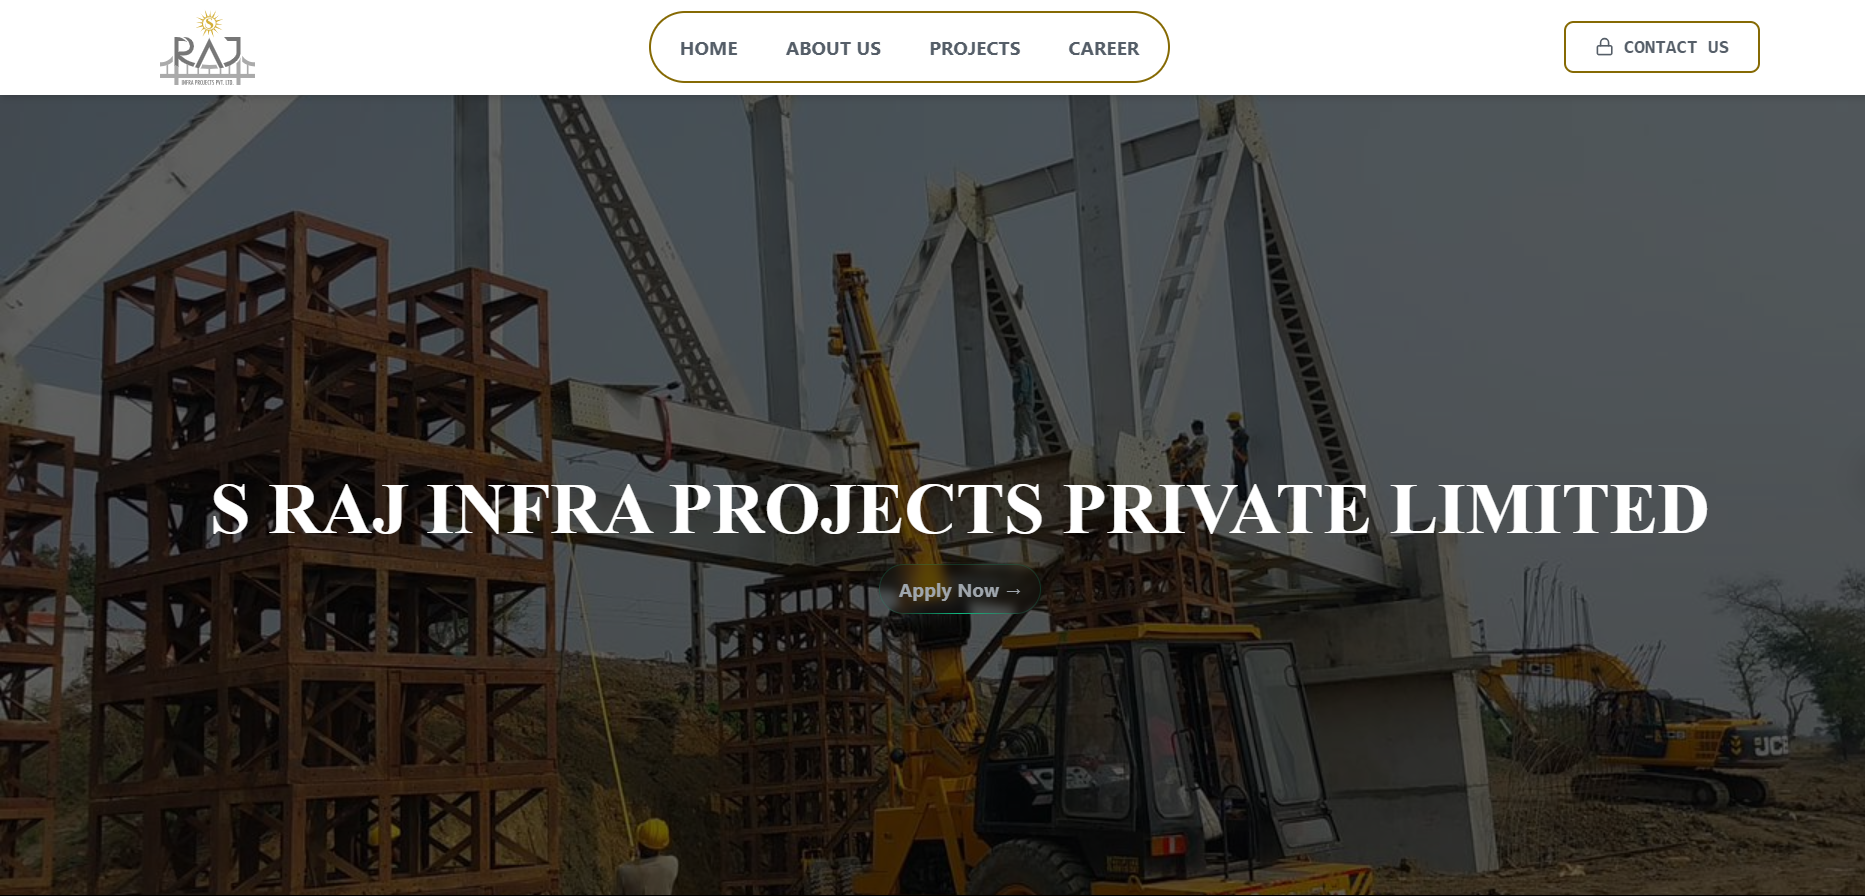 S
RAJ
INFRA PROJECTS PVT. LTD.
HOME
ABOUT US
PROJECTS
CAREER
CONTACT US
S RAJ INFRA PROJECTS PRIVATE LIMITED
Apply Now →
JCB
JCB
JCB